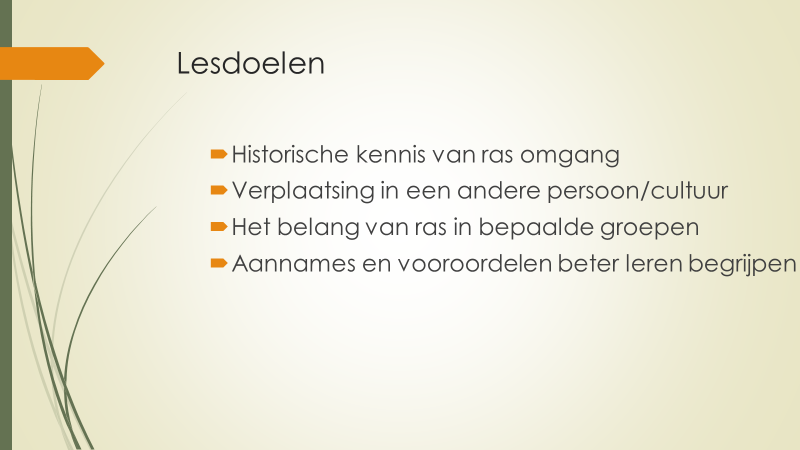 Lesdoelen
Historische kennis van ras omgang
Verplaatsing in een andere persoon/cultuur
Het belang van ras in bepaalde groepen
Aannames en vooroordelen beter leren begrijpen